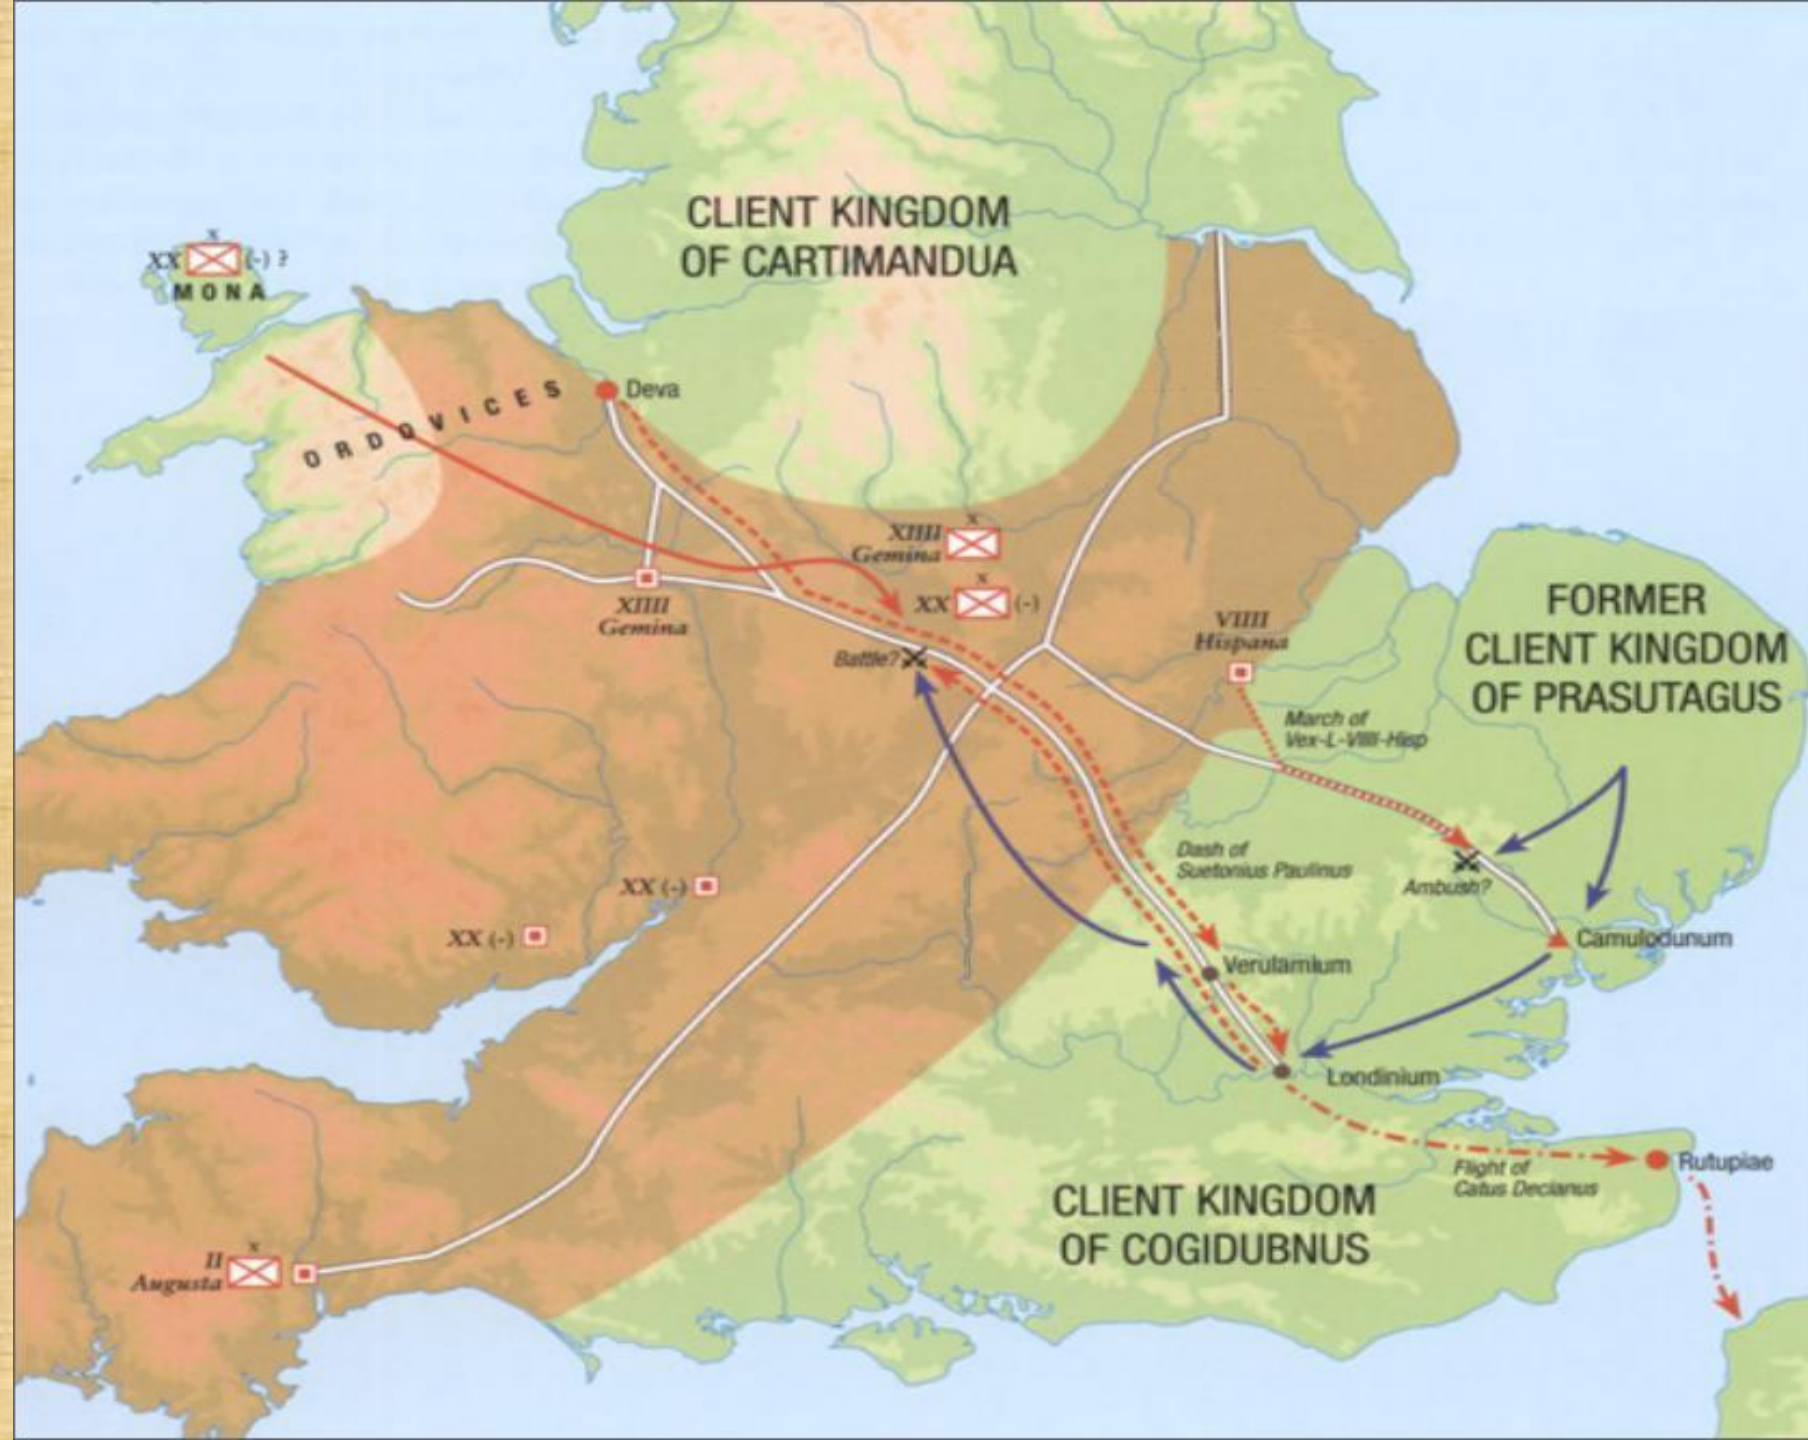 CLIENT KINGDOM
OF CARTIMANDUA
x
XX (-) ?
MONA
ORDOVICES
Deva
x
XIIII
Gemina
x
XX (-)
XIIII
Gemina
VIIII
Hispana
FORMER
CLIENT KINGDOM
OF PRASUTAGUS
Battle?
March of
Vex-L-VIIII-Hisp
Dash of
Suetonius Paulinus
Ambush?
XX (-)
XX (-)
Camulodunum
Verulamium
Londinium
Rutupiae
Flight of
Catus Decianus
CLIENT KINGDOM
OF COGIDUBNUS
x
II
Augusta